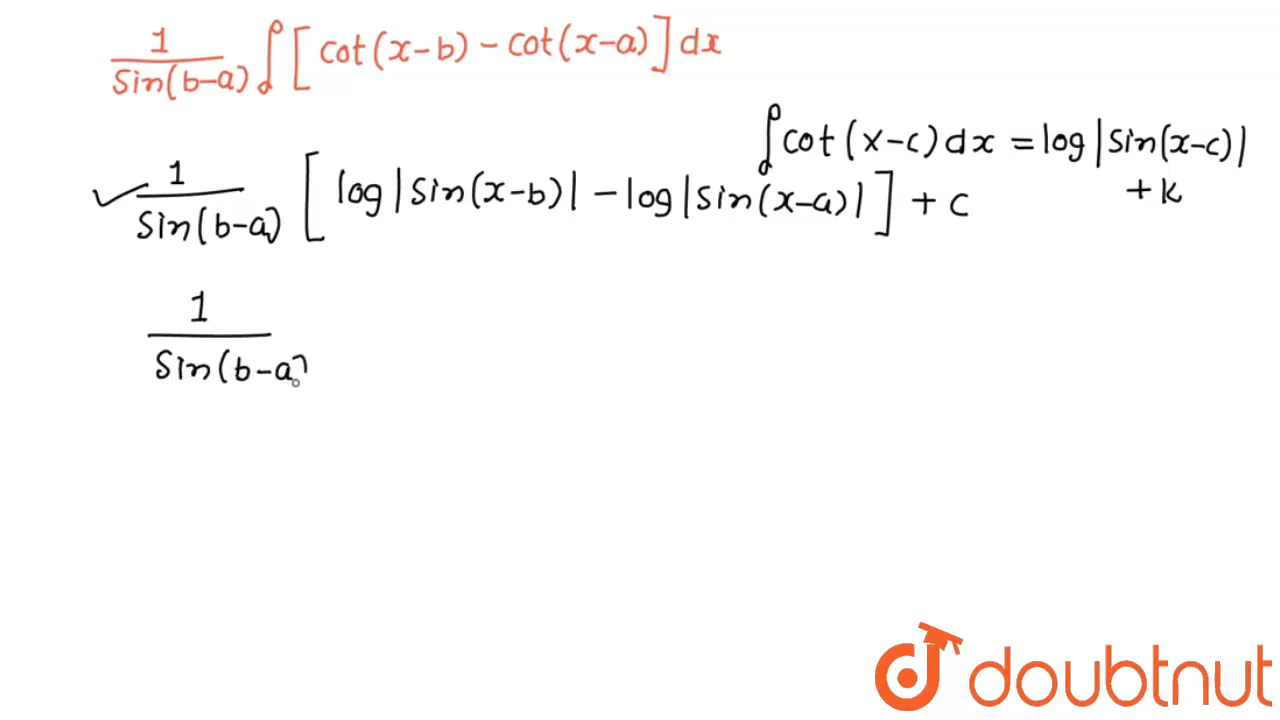 1/Sin(b-a) ∫ [cot(x-b) - cot(x-a)] dx
∫ cot(x-c) dx = log|Sin(x-c)| + k
✓ 1/Sin(b-a) [log|Sin(x-b)| - log|Sin(x-a)|] + c
1/Sin(b-a)
doubtnut